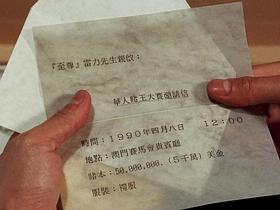 『至尊』雷力先生親啟：
華人賭王大賽邀請信
時間：1990年四月八日 12:00
地點：澳門賽馬會貴賓廳
賭本：50,000,000.(5千萬)美金
服裝：禮服